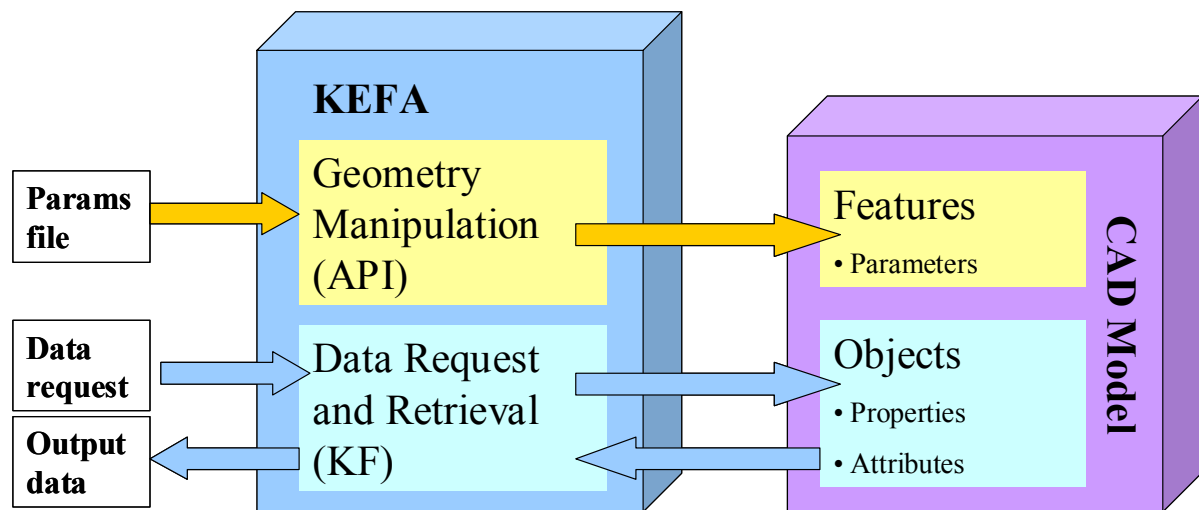 KEFA
Params
file
Geometry
Manipulation
(API)
Features
• Parameters
CAD Model
Data
request
Data Request
and Retrieval
(KF)
Objects
• Properties
• Attributes
Output
data